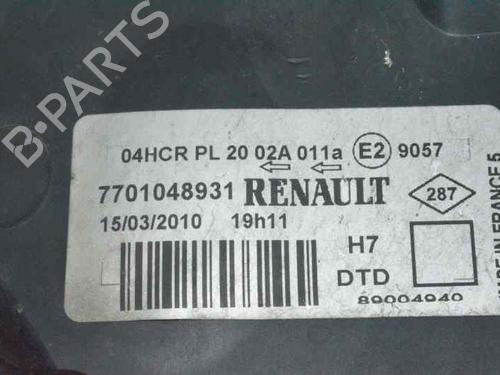 04HCR PL 20 02A 011a E2 9057
7701048931 RENAULT 287
15/03/2010 19h11
H7
DTD
89004940
MADE IN FRANCE 5
B-PARTS